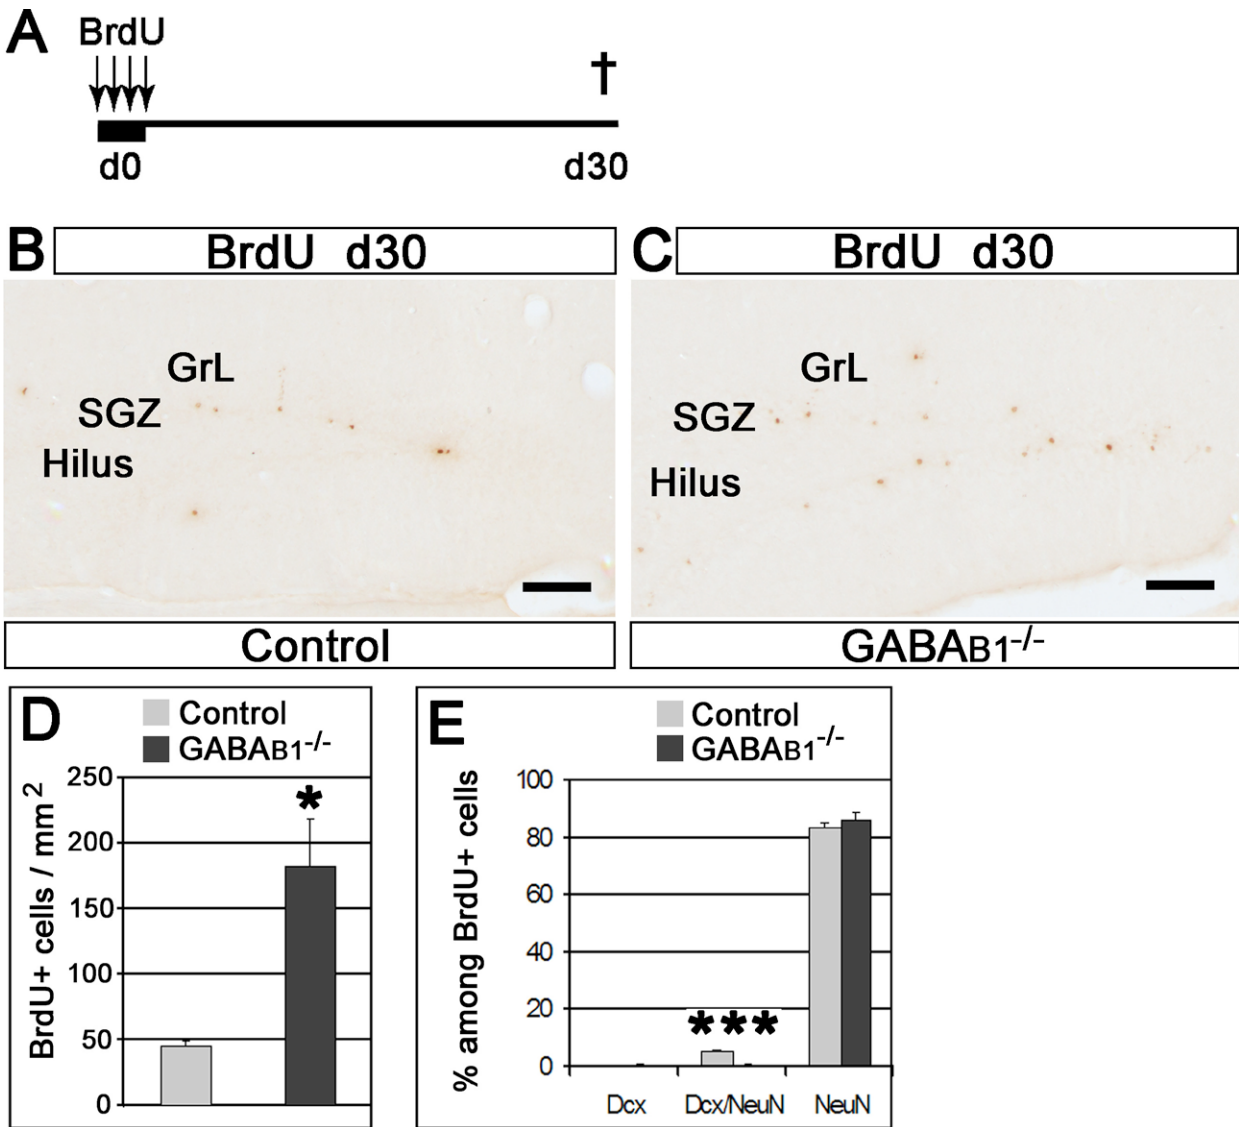 A
BrdU
†
d0
d30
B
BrdU d30
C
BrdU d30
GrL
SGZ
Hilus
GrL
SGZ
Hilus
Control
GABAB1-/-
D
Control
GABAB1-/-
BrdU+ cells / mm2
250
200
150
100
50
0
*
E
Control
GABAB1-/-
% among BrdU+ cells
100
80
60
40
20
0
***
Dcx
Dcx/NeuN
NeuN